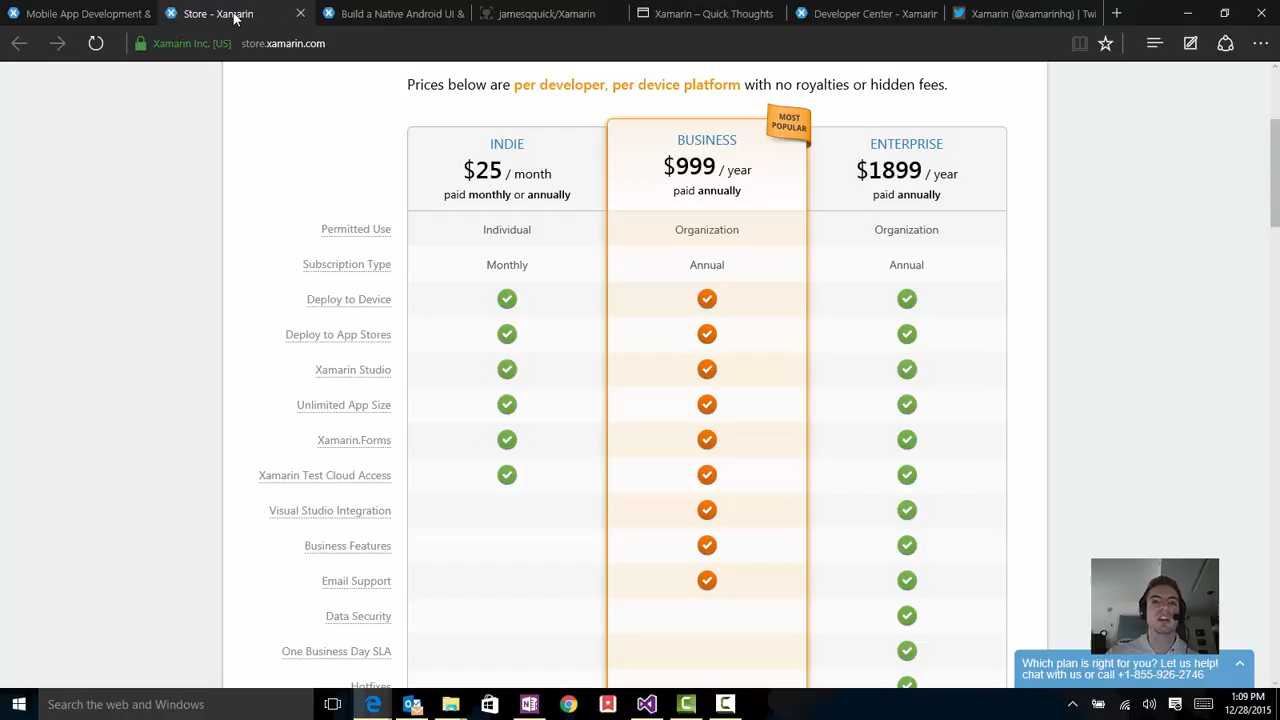 Mobile App Development &
Store - Xamarin
Build a Native Android UI &
Jamesqquick/Xamarin
Business – Quick Thoughts
Developer Center - Xamarin
Xamarin (@xamarinhq) | Twi
Xamarin Inc. [US] store.xamarin.com
Prices below are per developer, per device platform with no royalties or hidden fees.
MOST
POPULAR
INDIE
$25 / month
paid monthly or annually
BUSINESS
$999 / year
paid annually
ENTERPRISE
$1899 / year
paid annually
Permitted Use Individual Organization Organization
Subscription Type Monthly Annual Annual
Deploy to Device
Deploy to App Stores
Xamarin Studio
Unlimited App Size
Xamarin.Forms
Xamarin Test Cloud Access
Visual Studio Integration
Business Features
Email Support
Data Security
One Business Day SLA
Hotfixes
Which plan is right for you? Let us help!
chat with us or call +1-855-926-2746
Search the web and Windows
1:09 PM
12/28/2015